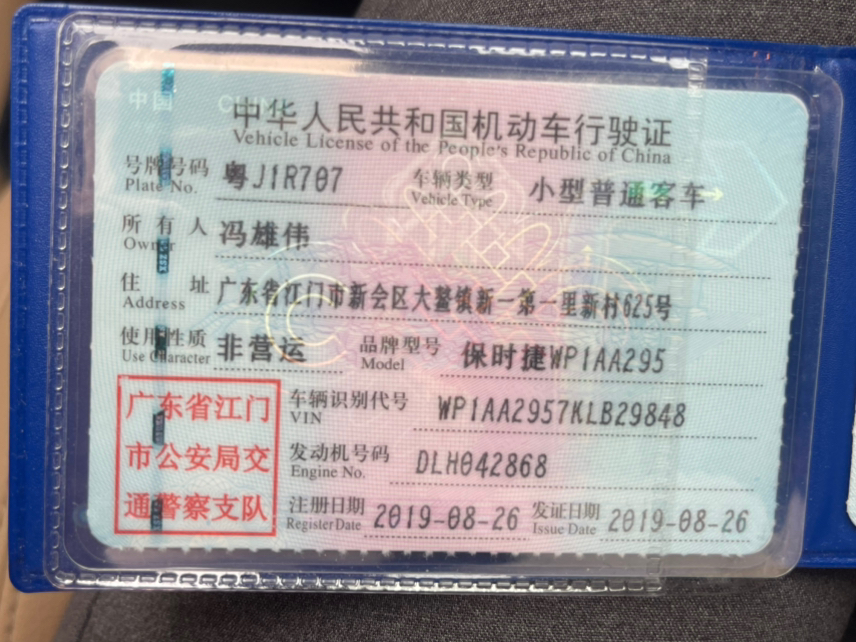 中国 CHINA
中华人民共和国机动车行驶证
Vehicle License of the People's Republic of China
号牌号码 粤J1R707 车辆类型 小型普通客车
Plate No. Vehicle Type
所有人 冯雄伟
Owner
住址 广东省江门市新会区大鳌镇新一第一里新村625号
Address
使用性质 非营运 品牌型号 保时捷WP1AA295
Use Character Model
广东省江门
市公安局交
通警察支队
车辆识别代号 WP1AA2957KLB29848
VIN
发动机号码 DLH042868
Engine No.
注册日期 2019-08-26 发证日期 2019-08-26
Register Date Issue Date